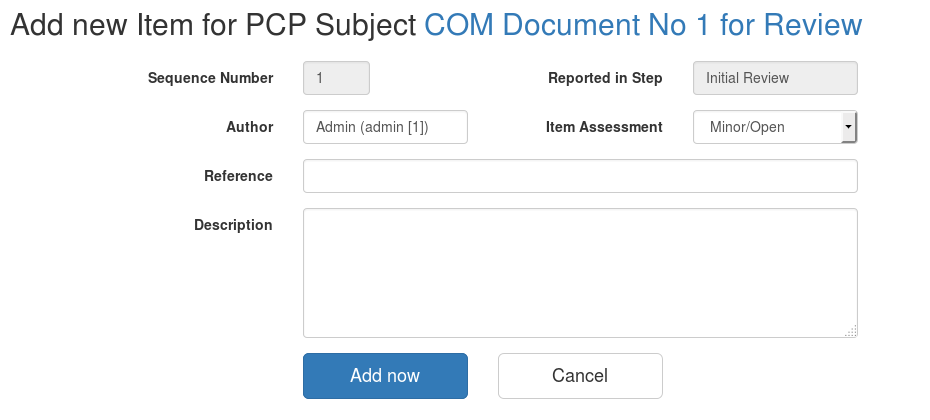 Add new Item for PCP Subject COM Document No 1 for Review
Sequence Number 1 Reported in Step Initial Review
Author Admin (admin [1]) Item Assessment Minor/Open
Reference
Description
Add now Cancel